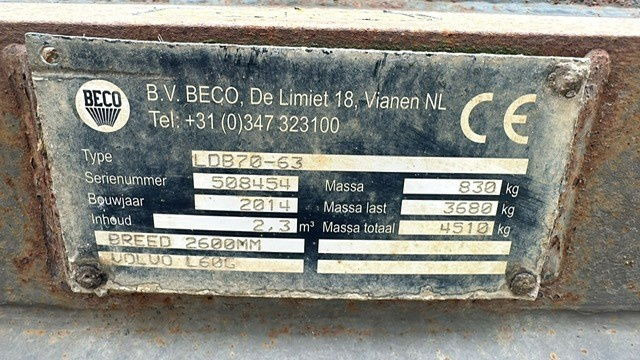 BECO
B.V. BECO, De Limiet 18, Vianen NL
Tel: +31 (0)347 323100
CE
Type LDB70-63
Serienummer 508454 Massa 830 kg
Bouwjaar 2014 Massa last 3680 kg
Inhoud 2,3 m³ Massa totaal 4510 kg
BREED 2600MM
VOLVO L60G